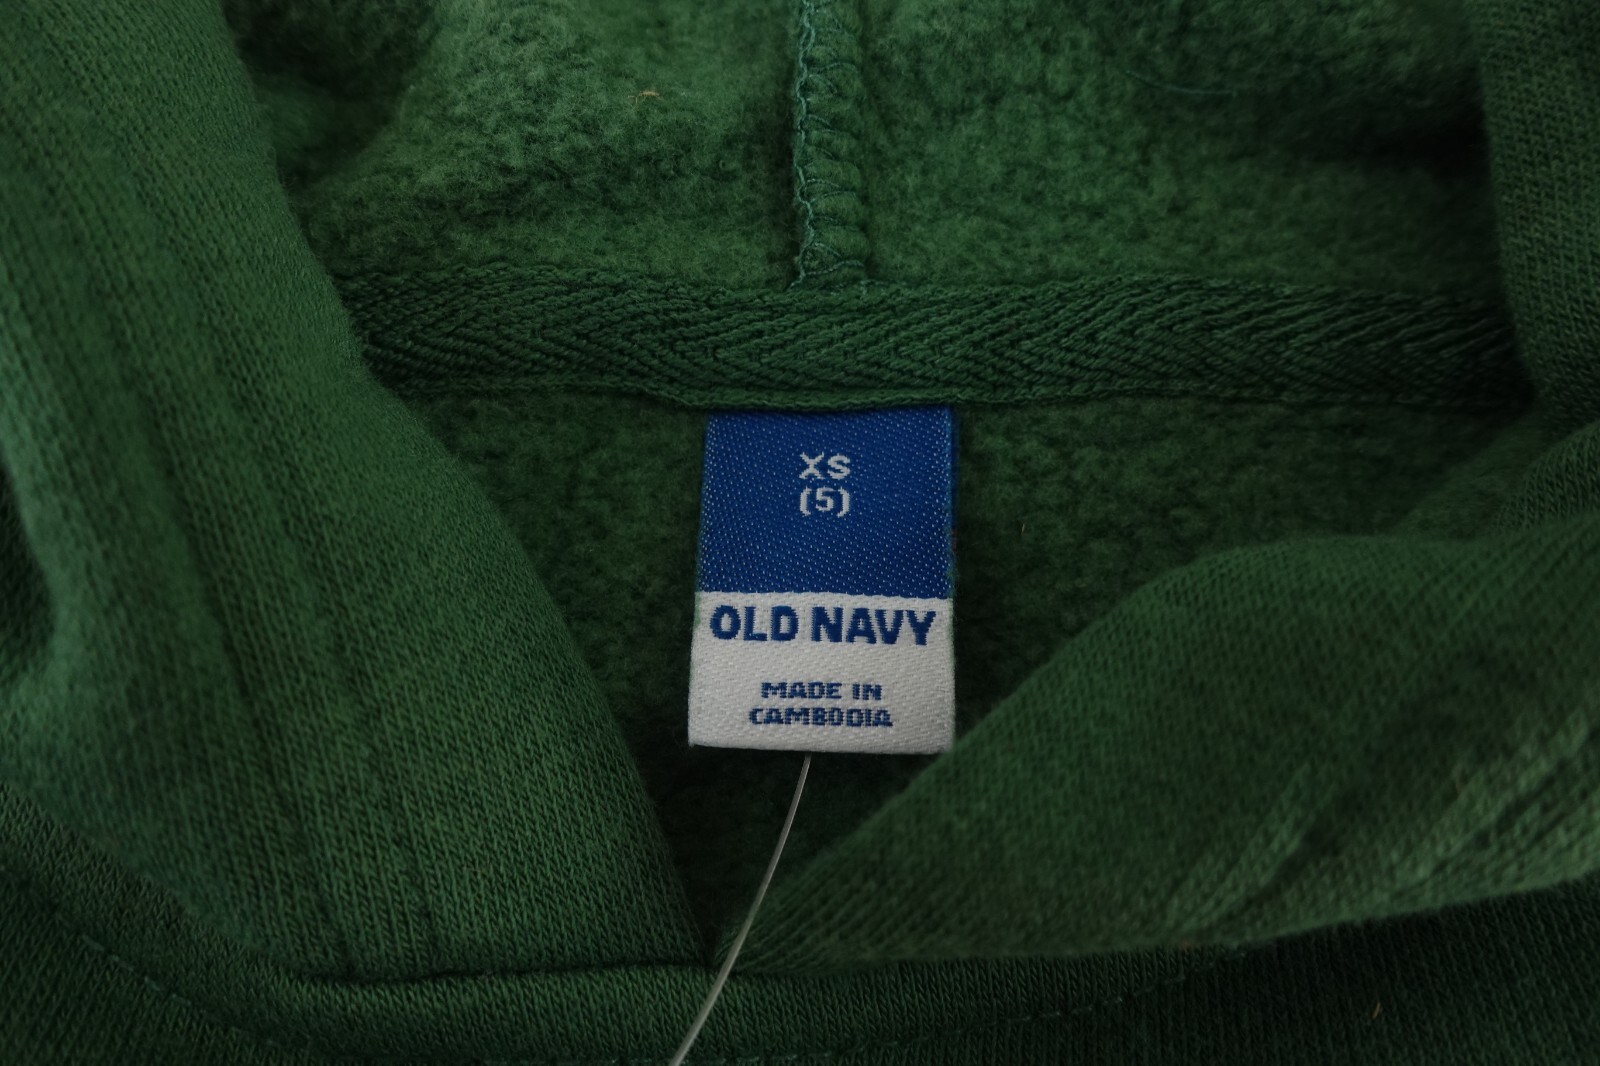 XS
(5)
OLD NAVY
MADE IN
CAMBODIA